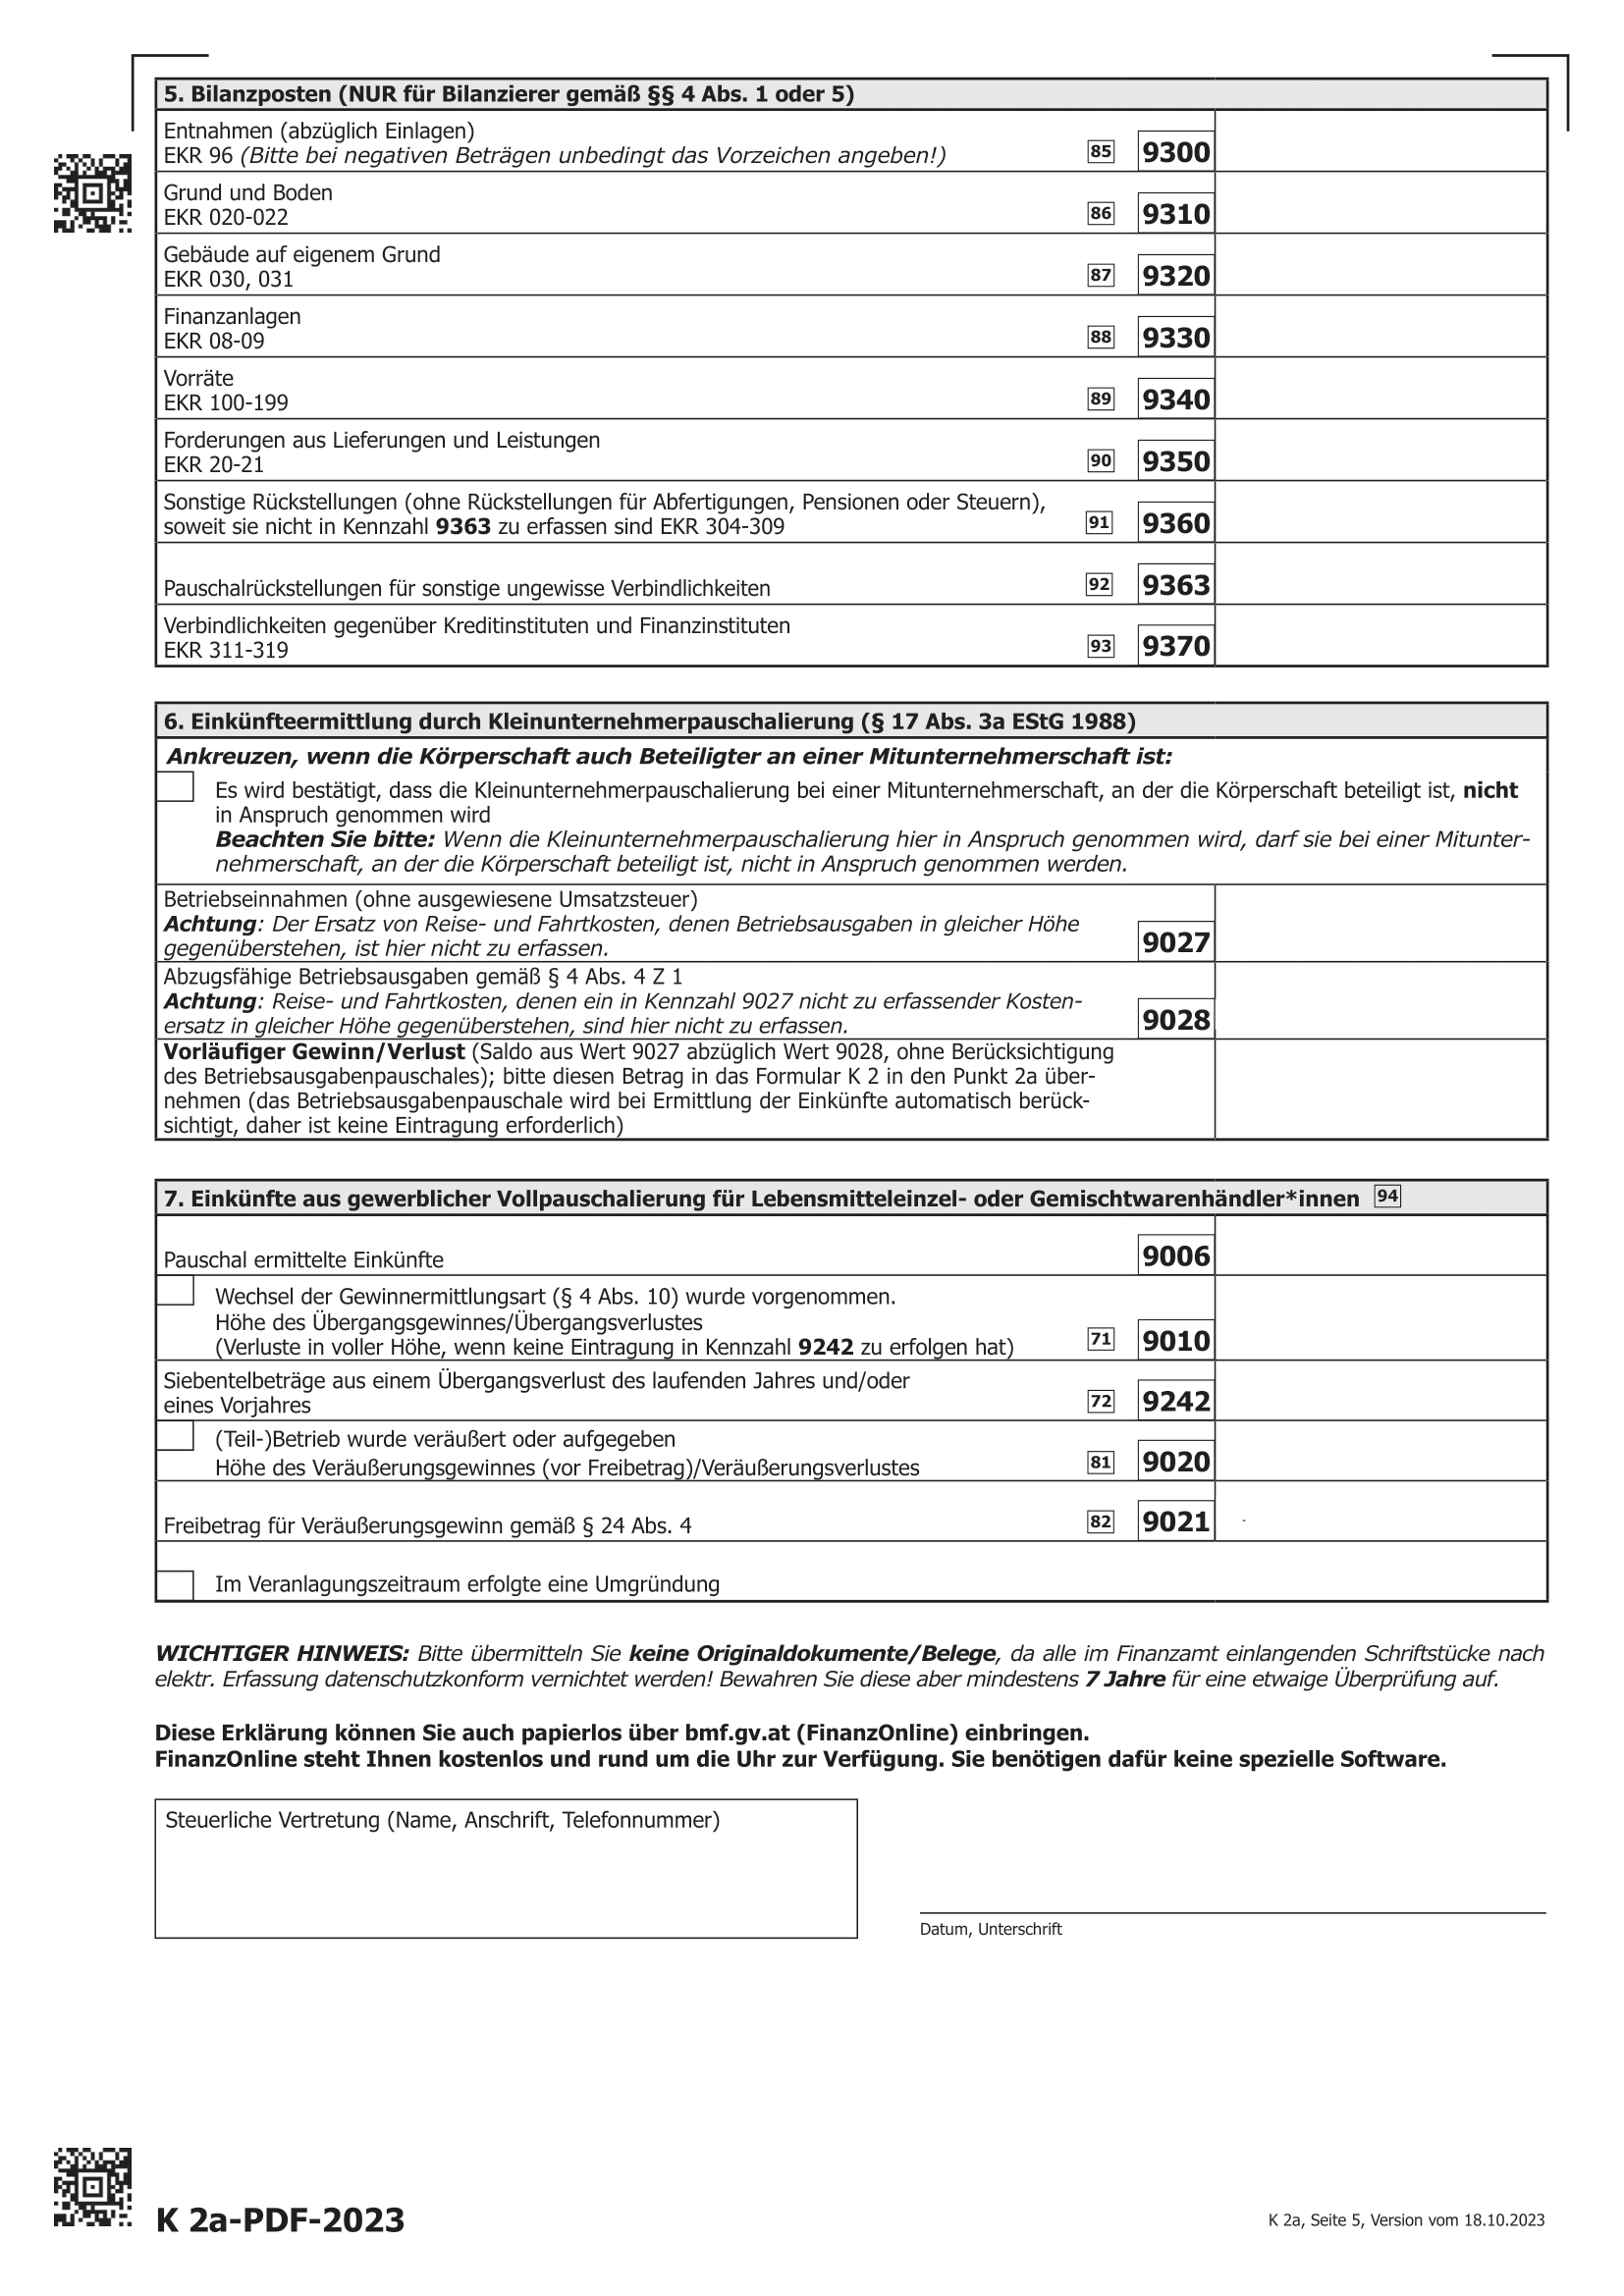 5. Bilanzposten (NUR für Bilanzierer gemäß §§ 4 Abs. 1 oder 5)
Entnahmen (abzüglich Einlagen)
EKR 96 (Bitte bei negativen Beträgen unbedingt das Vorzeichen angeben!) 85 9300
Grund und Boden
EKR 020-022 86 9310
Gebäude auf eigenem Grund
EKR 030, 031 87 9320
Finanzanlagen
EKR 08-09 88 9330
Vorräte
EKR 100-199 89 9340
Forderungen aus Lieferungen und Leistungen
EKR 20-21 90 9350
Sonstige Rückstellungen (ohne Rückstellungen für Abfertigungen, Pensionen oder Steuern),
soweit sie nicht in Kennzahl 9363 zu erfassen sind EKR 304-309 91 9360
Pauschalrückstellungen für sonstige ungewisse Verbindlichkeiten 92 9363
Verbindlichkeiten gegenüber Kreditinstituten und Finanzinstituten
EKR 311-319 93 9370
6. Einkünfteermittlung durch Kleinunternehmerpauschalierung (§ 17 Abs. 3a EStG 1988)
Ankreuzen, wenn die Körperschaft auch Beteiligter an einer Mitunternehmerschaft ist:
Es wird bestätigt, dass die Kleinunternehmerpauschalierung bei einer Mitunternehmerschaft, an der die Körperschaft beteiligt ist, nicht
in Anspruch genommen wird
Beachten Sie bitte: Wenn die Kleinunternehmerpauschalierung hier in Anspruch genommen wird, darf sie bei einer Mitunter-
nehmerschaft, an der die Körperschaft beteiligt ist, nicht in Anspruch genommen werden.
Betriebseinnahmen (ohne ausgewiesene Umsatzsteuer)
Achtung: Der Ersatz von Reise- und Fahrtkosten, denen Betriebsausgaben in gleicher Höhe
gegenüberstehen, ist hier nicht zu erfassen. 9027
Abzugsfähige Betriebsausgaben gemäß § 4 Abs. 4 Z 1
Achtung: Reise- und Fahrtkosten, denen ein in Kennzahl 9027 nicht zu erfassender Kosten-
ersatz in gleicher Höhe gegenüberstehen, sind hier nicht zu erfassen. 9028
Vorläufiger Gewinn/Verlust (Saldo aus Wert 9027 abzüglich Wert 9028, ohne Berücksichtigung
des Betriebsausgabenpauschales); bitte diesen Betrag in das Formular K 2 in den Punkt 2a über-
nehmen (das Betriebsausgabenpauschale wird bei Ermittlung der Einkünfte automatisch berück-
sichtigt, daher ist keine Eintragung erforderlich)
7. Einkünfte aus gewerblicher Vollpauschalierung für Lebensmitteleinzel- oder Gemischtwarenhändler*innen 94
Pauschal ermittelte Einkünfte 9006
Wechsel der Gewinnermittlungsart (§ 4 Abs. 10) wurde vorgenommen.
Höhe des Übergangsgewinnes/Übergangsverlustes
(Verluste in voller Höhe, wenn keine Eintragung in Kennzahl 9242 zu erfolgen hat) 71 9010
Siebentelbeträge aus einem Übergangsverlust des laufenden Jahres und/oder
eines Vorjahres 72 9242
(Teil-)Betrieb wurde veräußert oder aufgegeben
Höhe des Veräußerungsgewinnes (vor Freibetrag)/Veräußerungsverlustes 81 9020
Freibetrag für Veräußerungsgewinn gemäß § 24 Abs. 4 82 9021
Im Veranlagungszeitraum erfolgte eine Umgründung
WICHTIGER HINWEIS: Bitte übermitteln Sie keine Originaldokumente/Belege, da alle im Finanzamt einlangenden Schriftstücke nach
elektr. Erfassung datenschutzkonform vernichtet werden! Bewahren Sie diese aber mindestens 7 Jahre für eine etwaige Überprüfung auf.
Diese Erklärung können Sie auch papierlos über bmf.gv.at (FinanzOnline) einbringen.
FinanzOnline steht Ihnen kostenlos und rund um die Uhr zur Verfügung. Sie benötigen dafür keine spezielle Software.
Steuerliche Vertretung (Name, Anschrift, Telefonnummer)
Datum, Unterschrift
K 2a-PDF-2023
K 2a, Seite 5, Version vom 18.10.2023